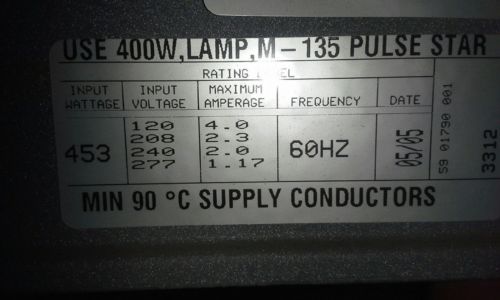 USE 400W,LAMP,M-135 PULSE STAR
RATING
INPUT WATTAGE INPUT VOLTAGE MAXIMUM AMPERAGE FREQUENCY DATE
453 60HZ 05/05
120 4.0
208 2.3
240 2.0
277 1.17
59 01790 001
3312
MIN 90 °C SUPPLY CONDUCTORS